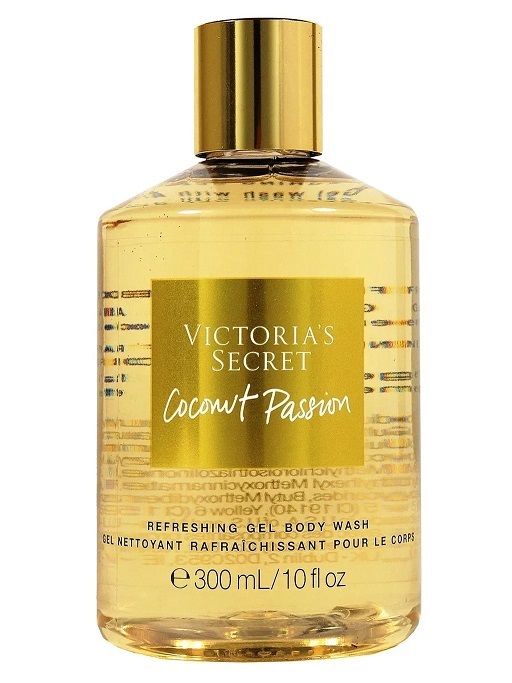 VICTORIA'S
SECRET
Coconut Passion
REFRESHING GEL BODY WASH
GEL NETTOYANT RAFRAÎCHISSANT POUR LE CORPS
℮ 300 mL/10 fl oz